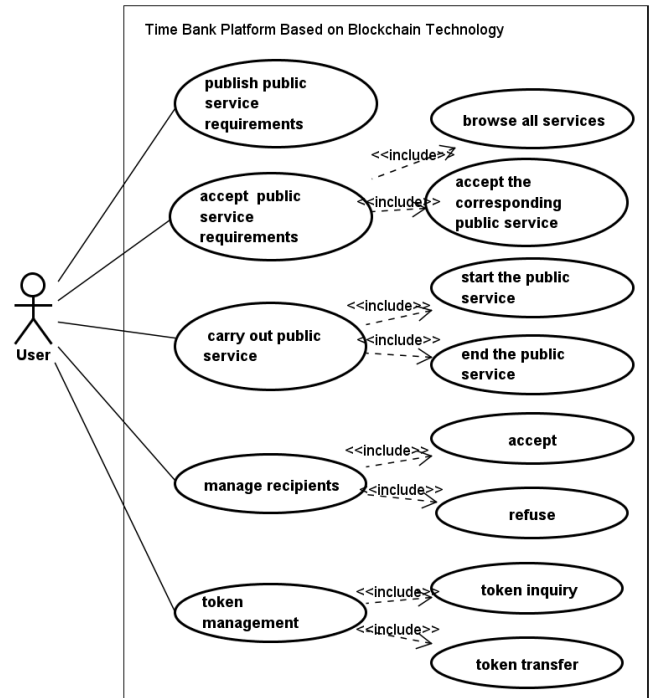 Time Bank Platform Based on Blockchain Technology
publish public
service
requirements
browse all services
<<include>>
accept public
service
requirements
<<include>>
accept the
corresponding
public service
User
carry out public
service
<<include>>
start the public
service
<<include>>
end the public
service
manage recipients
<<include>>
accept
<<include>>
refuse
token
management
<<include>>
token inquiry
<<include>>
token transfer